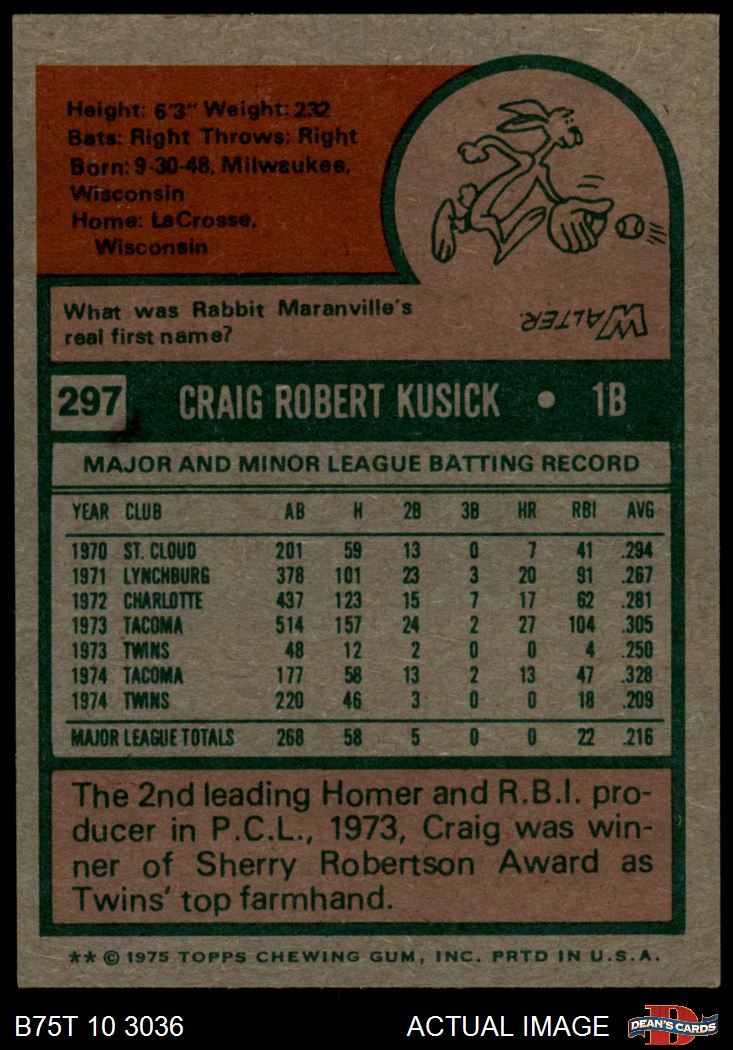 Height: 6'3" Weight: 232
Bats: Right Throws: Right
Born: 9-30-48, Milwaukee,
Wisconsin
Home: LaCrosse,
Wisconsin
What was Rabbit Maranville's
real first name?
WALTER.
297 CRAIG ROBERT KUSICK • 1B
MAJOR AND MINOR LEAGUE BATTING RECORD
YEAR CLUB AB H 2B 3B HR RBI AVG
1970 ST. CLOUD 201 59 13 0 7 41 .294
1971 LYNCHBURG 378 101 23 3 20 91 .267
1972 CHARLOTTE 437 123 15 7 17 62 .281
1973 TACOMA 514 157 24 2 27 104 .305
1973 TWINS 48 12 2 0 0 4 .250
1974 TACOMA 177 58 13 2 13 47 .328
1974 TWINS 220 46 3 0 0 18 .209
MAJOR LEAGUE TOTALS 268 58 5 0 0 22 .216
The 2nd leading Homer and R.B.I. pro-
ducer in P.C.L., 1973, Craig was win-
ner of Sherry Robertson Award as
Twins' top farmhand.
** © 1975 TOPPS CHEWING GUM, INC. PRTD IN U.S.A.
B75T 10 3036 ACTUAL IMAGE DEAN'S CARDS